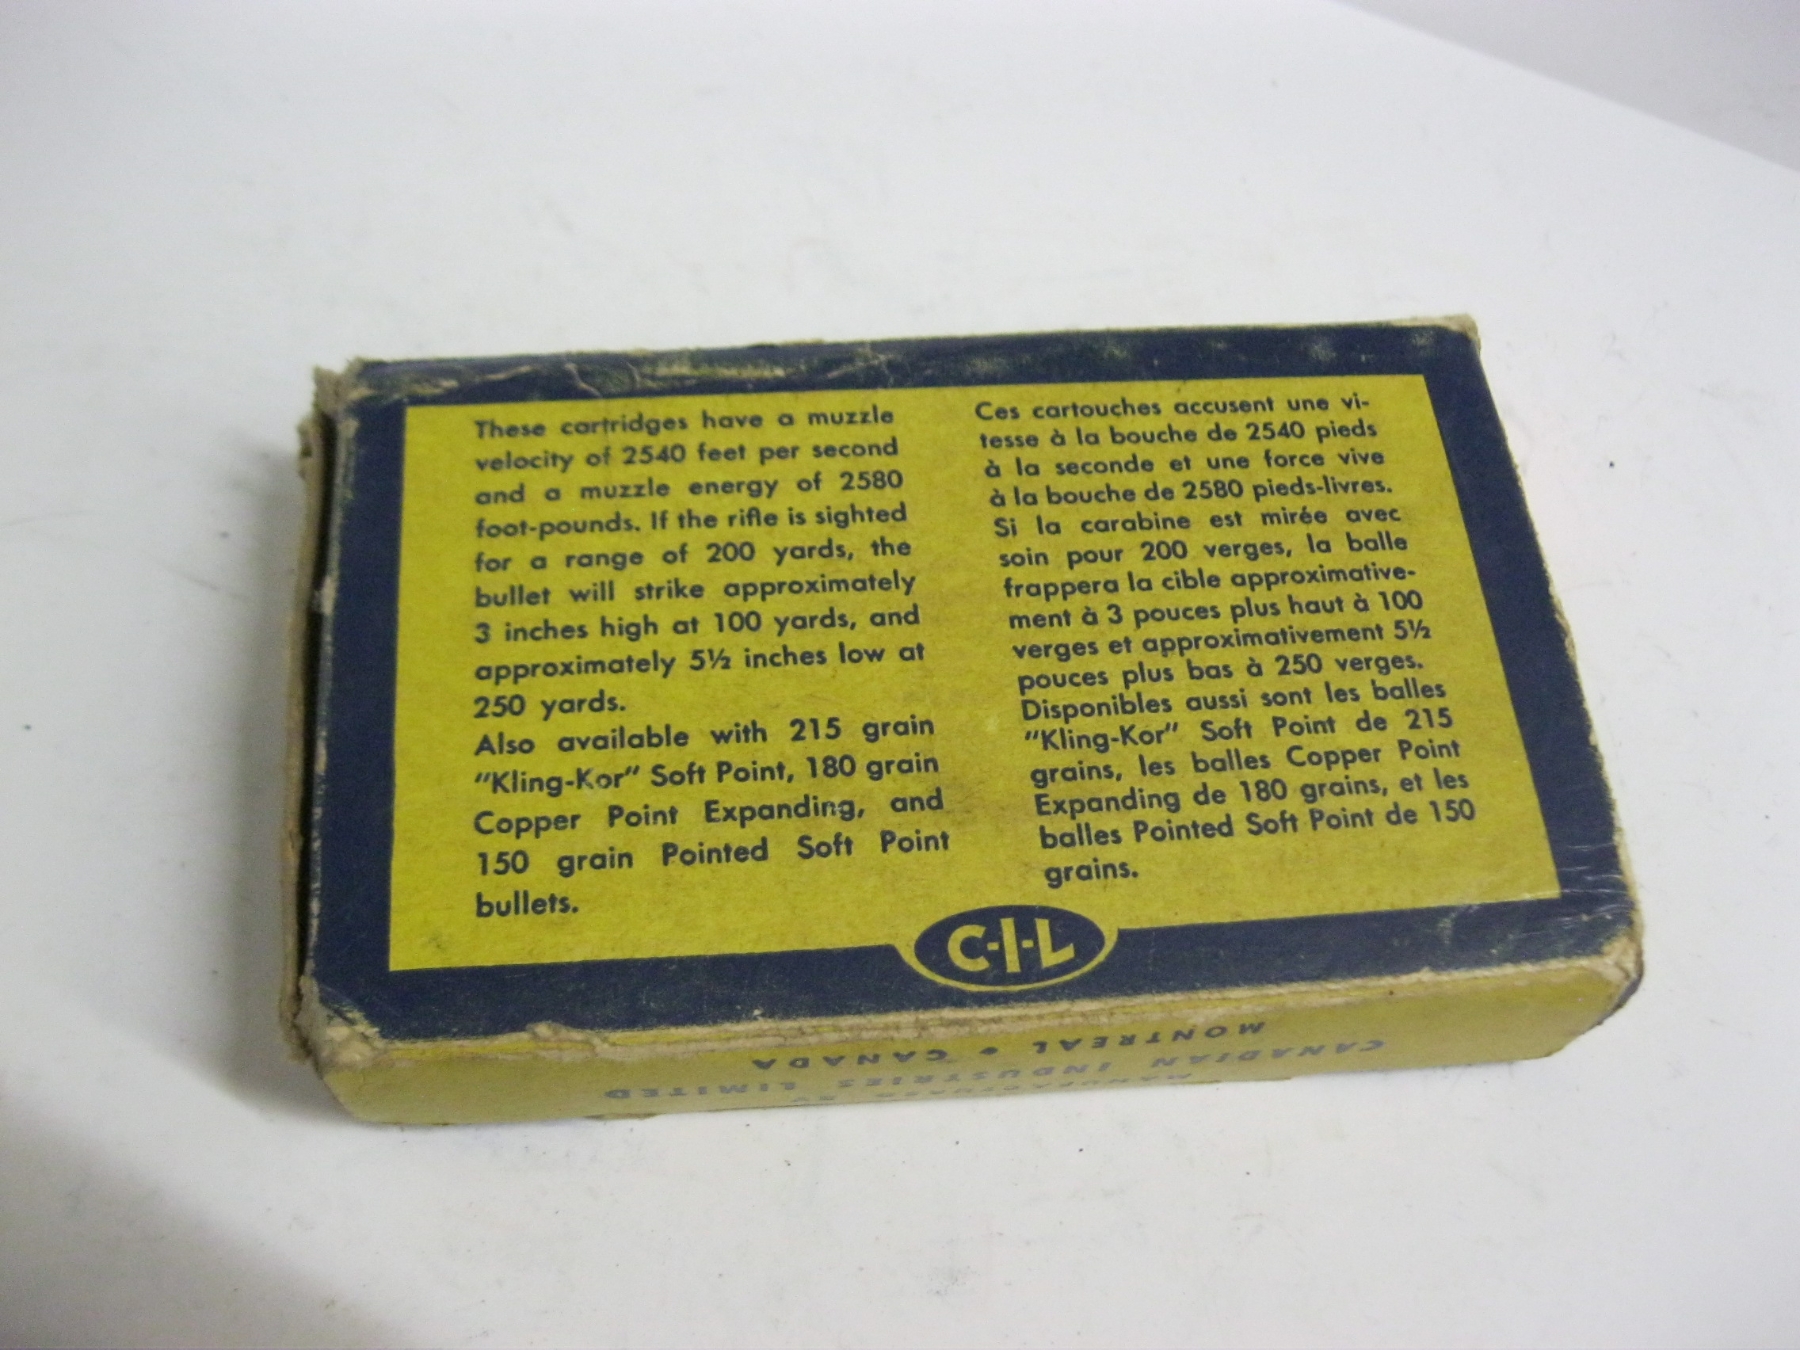 These cartridges have a muzzle
velocity of 2540 feet per second
and a muzzle energy of 2580
foot-pounds. If the rifle is sighted
for a range of 200 yards, the
bullet will strike approximately
3 inches high at 100 yards, and
approximately 5½ inches low at
250 yards.
Also available with 215 grain
"Kling-Kor" Soft Point, 180 grain
Copper Point Expanding, and
150 grain Pointed Soft Point
bullets.
Ces cartouches accusent une vi-
tesse à la bouche de 2540 pieds
à la seconde et une force vive
à la bouche de 2580 pieds-livres.
Si la carabine est mirée avec
soin pour 200 verges, la balle
frappera la cible approximative-
ment à 3 pouces plus haut à 100
verges et approximativement 5½
pouces plus bas à 250 verges.
Disponibles aussi sont les balles
"Kling-Kor" Soft Point de 215
grains, les balles Copper Point
Expanding de 180 grains, et les
balles Pointed Soft Point de 150
grains.
C-I-L
MANUFACTURED BY
CANADIAN INDUSTRIES LIMITED
MONTREAL • CANADA